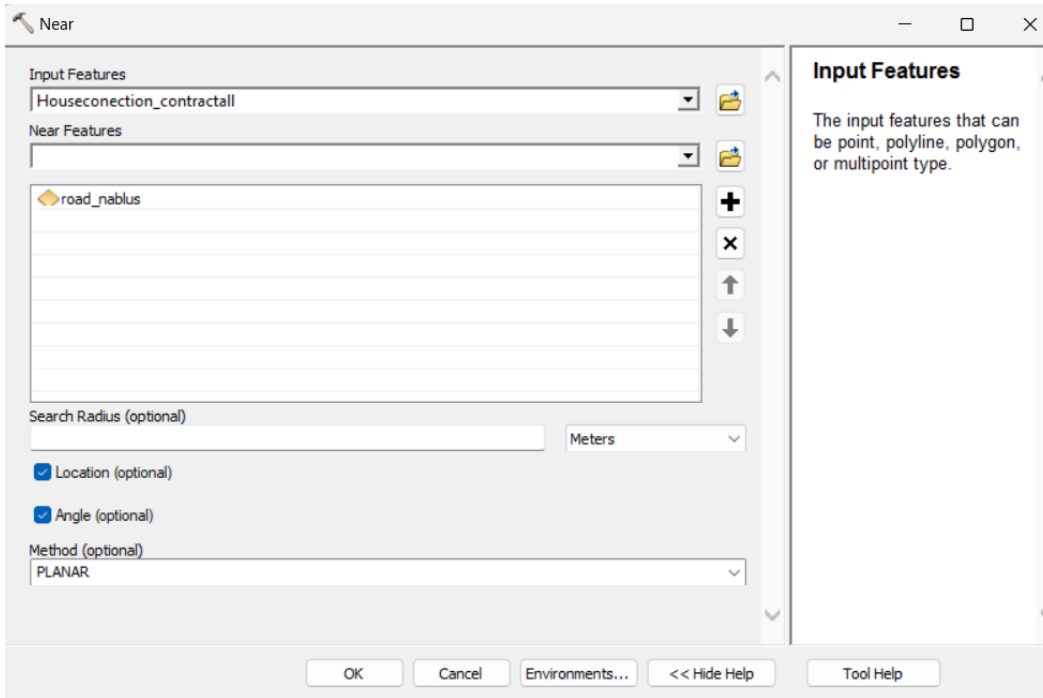 Near
Input Features
Houseconection_contractall
Near Features
road_nablus
Search Radius (optional)
Meters
Location (optional)
Angle (optional)
Method (optional)
PLANAR
OK
Cancel
Environments...
<< Hide Help
Tool Help
Input Features
The input features that can
be point, polyline, polygon,
or multipoint type.